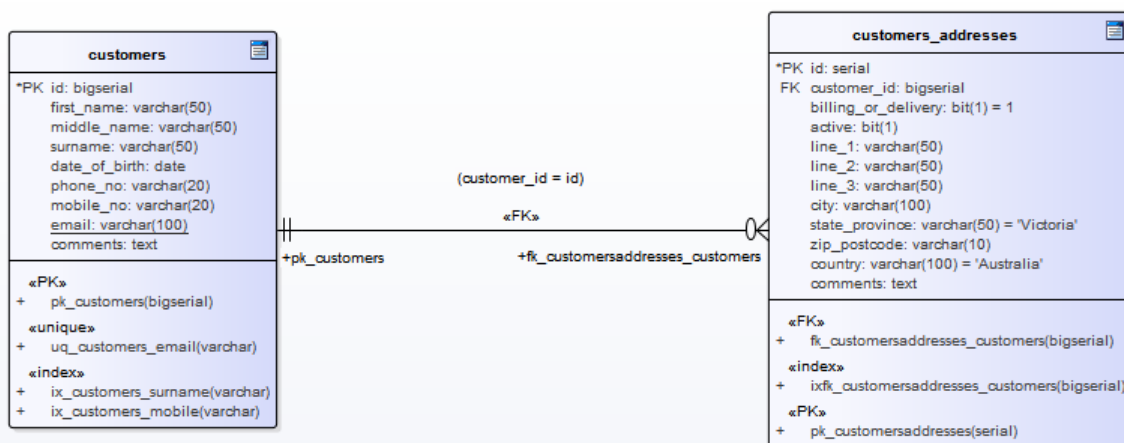 customers
*PK id: bigserial
first_name: varchar(50)
middle_name: varchar(50)
surname: varchar(50)
date_of_birth: date
phone_no: varchar(20)
mobile_no: varchar(20)
email: varchar(100)
comments: text
«PK»
+ pk_customers(bigserial)
«unique»
+ uq_customers_email(varchar)
«index»
+ ix_customers_surname(varchar)
+ ix_customers_mobile(varchar)
(customer_id = id)
«FK»
+pk_customers
+fk_customersaddresses_customers
customers_addresses
*PK id: serial
FK customer_id: bigserial
billing_or_delivery: bit(1) = 1
active: bit(1)
line_1: varchar(50)
line_2: varchar(50)
line_3: varchar(50)
city: varchar(100)
state_province: varchar(50) = 'Victoria'
zip_postcode: varchar(10)
country: varchar(100) = 'Australia'
comments: text
«FK»
+ fk_customersaddresses_customers(bigserial)
«index»
+ ixfk_customersaddresses_customers(bigserial)
«PK»
+ pk_customersaddresses(serial)